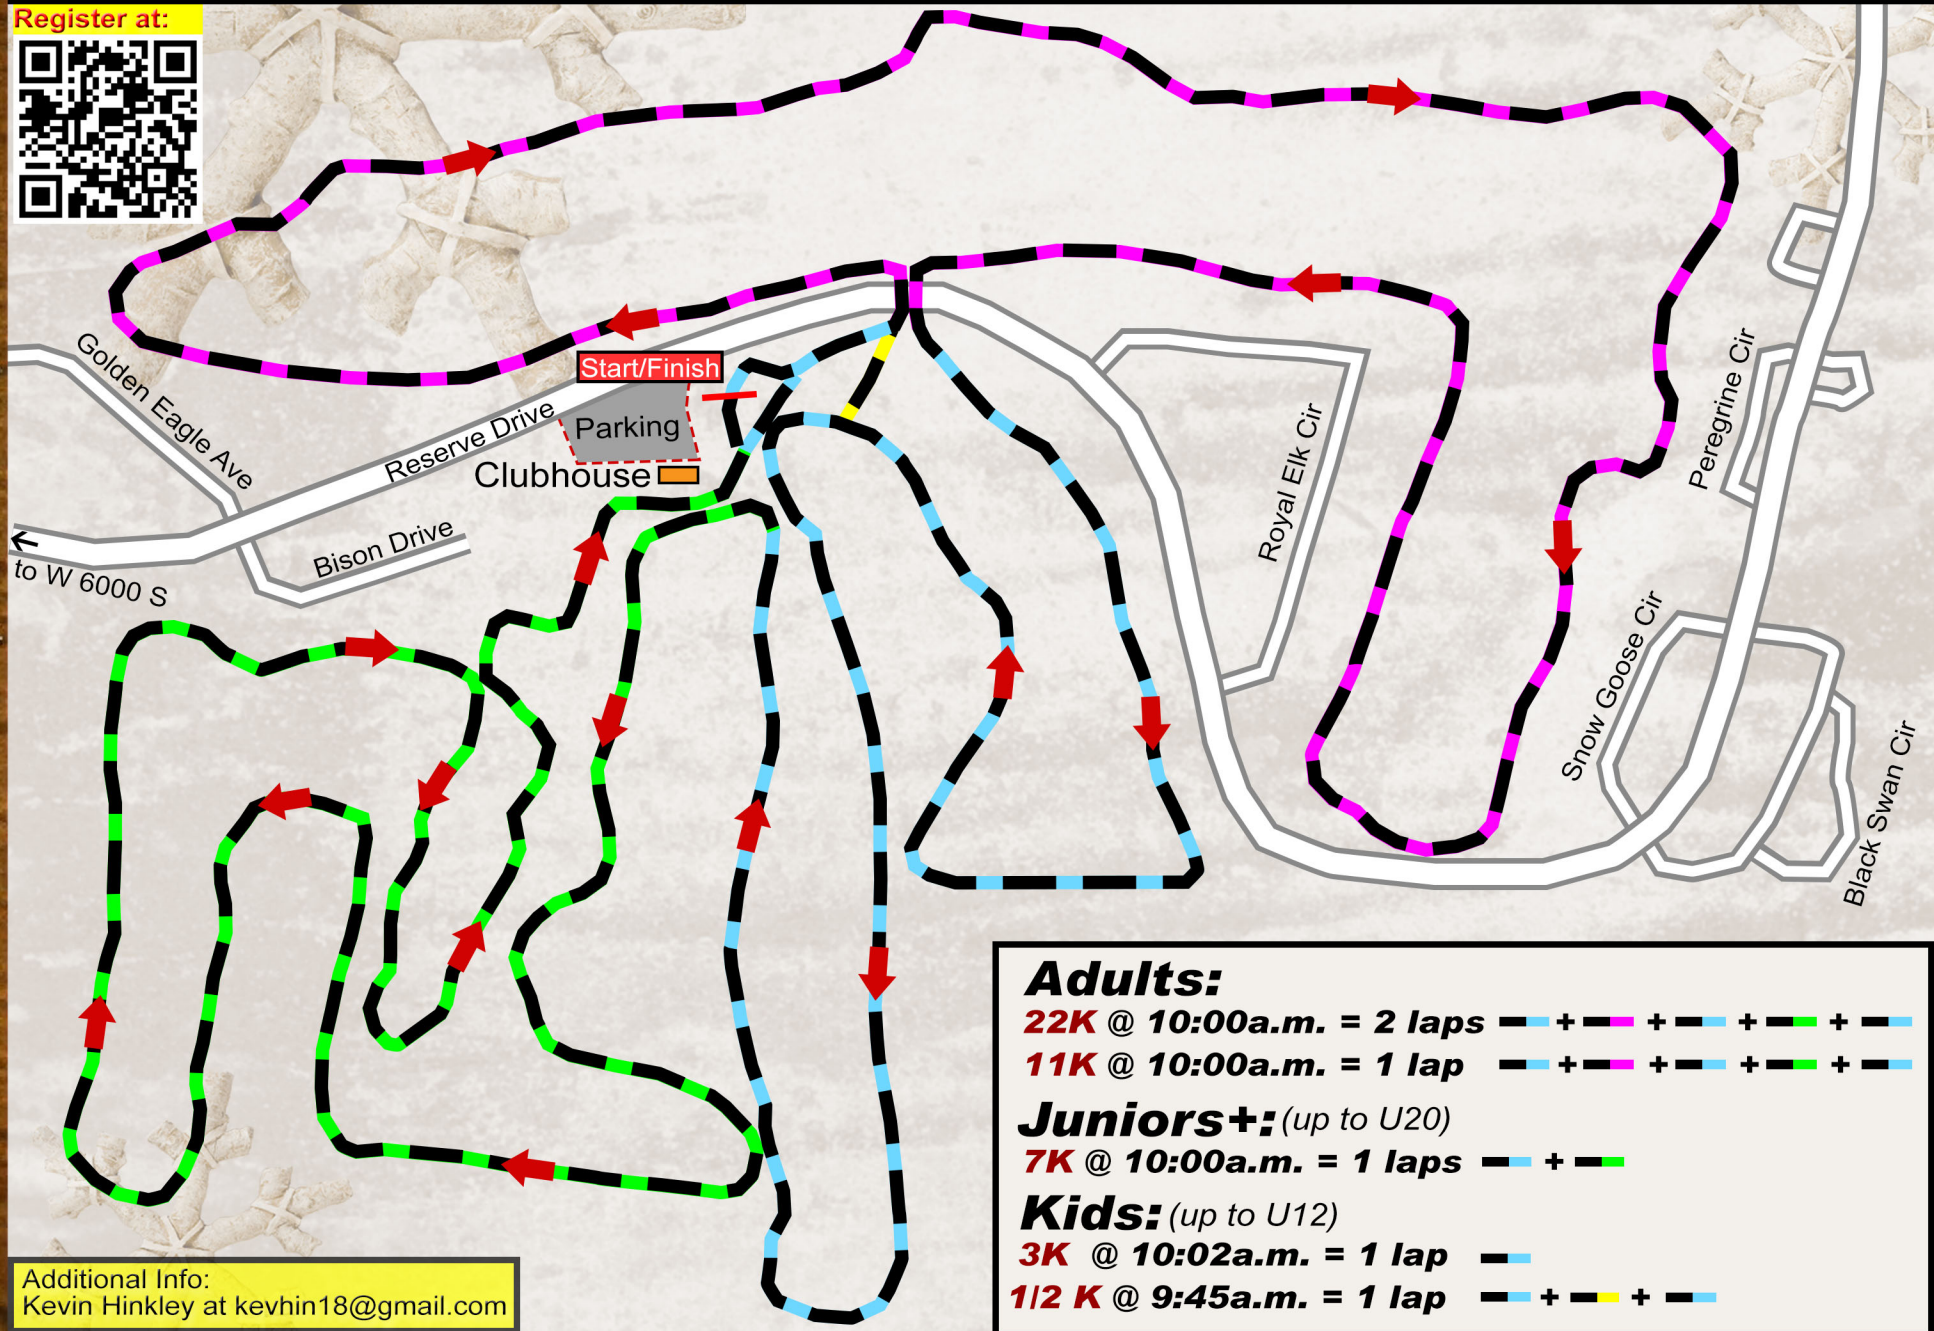 Register at:
Start/Finish
Parking
Clubhouse
Golden Eagle Ave
Reserve Drive
Bison Drive
←
to W 6000 S
Royal Elk Cir
Peregrine Cir
Snow Goose Cir
Black Swan Cir
Adults:
22K @ 10:00a.m. = 2 laps + + + +
11K @ 10:00a.m. = 1 lap + + + +
Juniors+: (up to U20)
7K @ 10:00a.m. = 1 laps +
Kids: (up to U12)
3K @ 10:02a.m. = 1 lap
1/2 K @ 9:45a.m. = 1 lap + +
Additional Info:
Kevin Hinkley at kevhin18@gmail.com